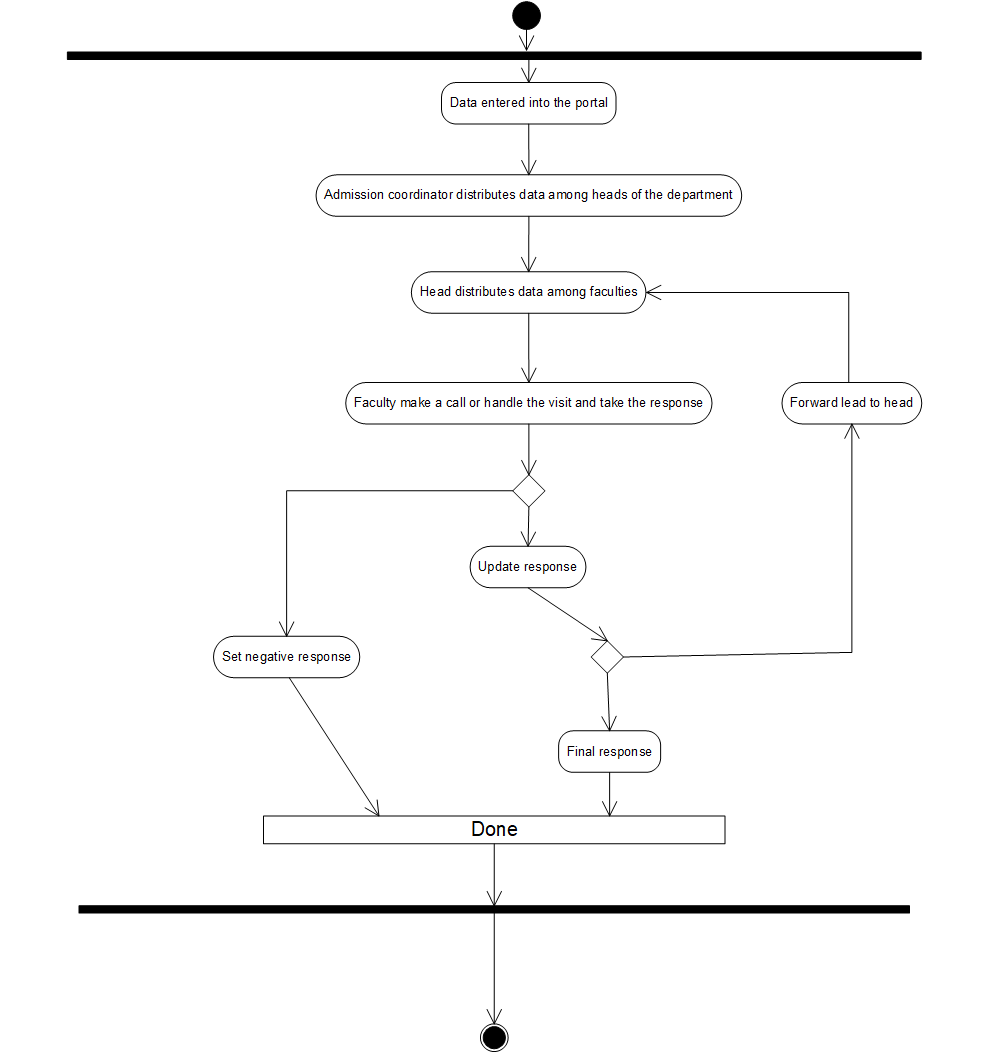 Data entered into the portal
Admission coordinator distributes data among heads of the department
Head distributes data among faculties
Faculty make a call or handle the visit and take the response
Forward lead to head
Update response
Set negative response
Final response
Done